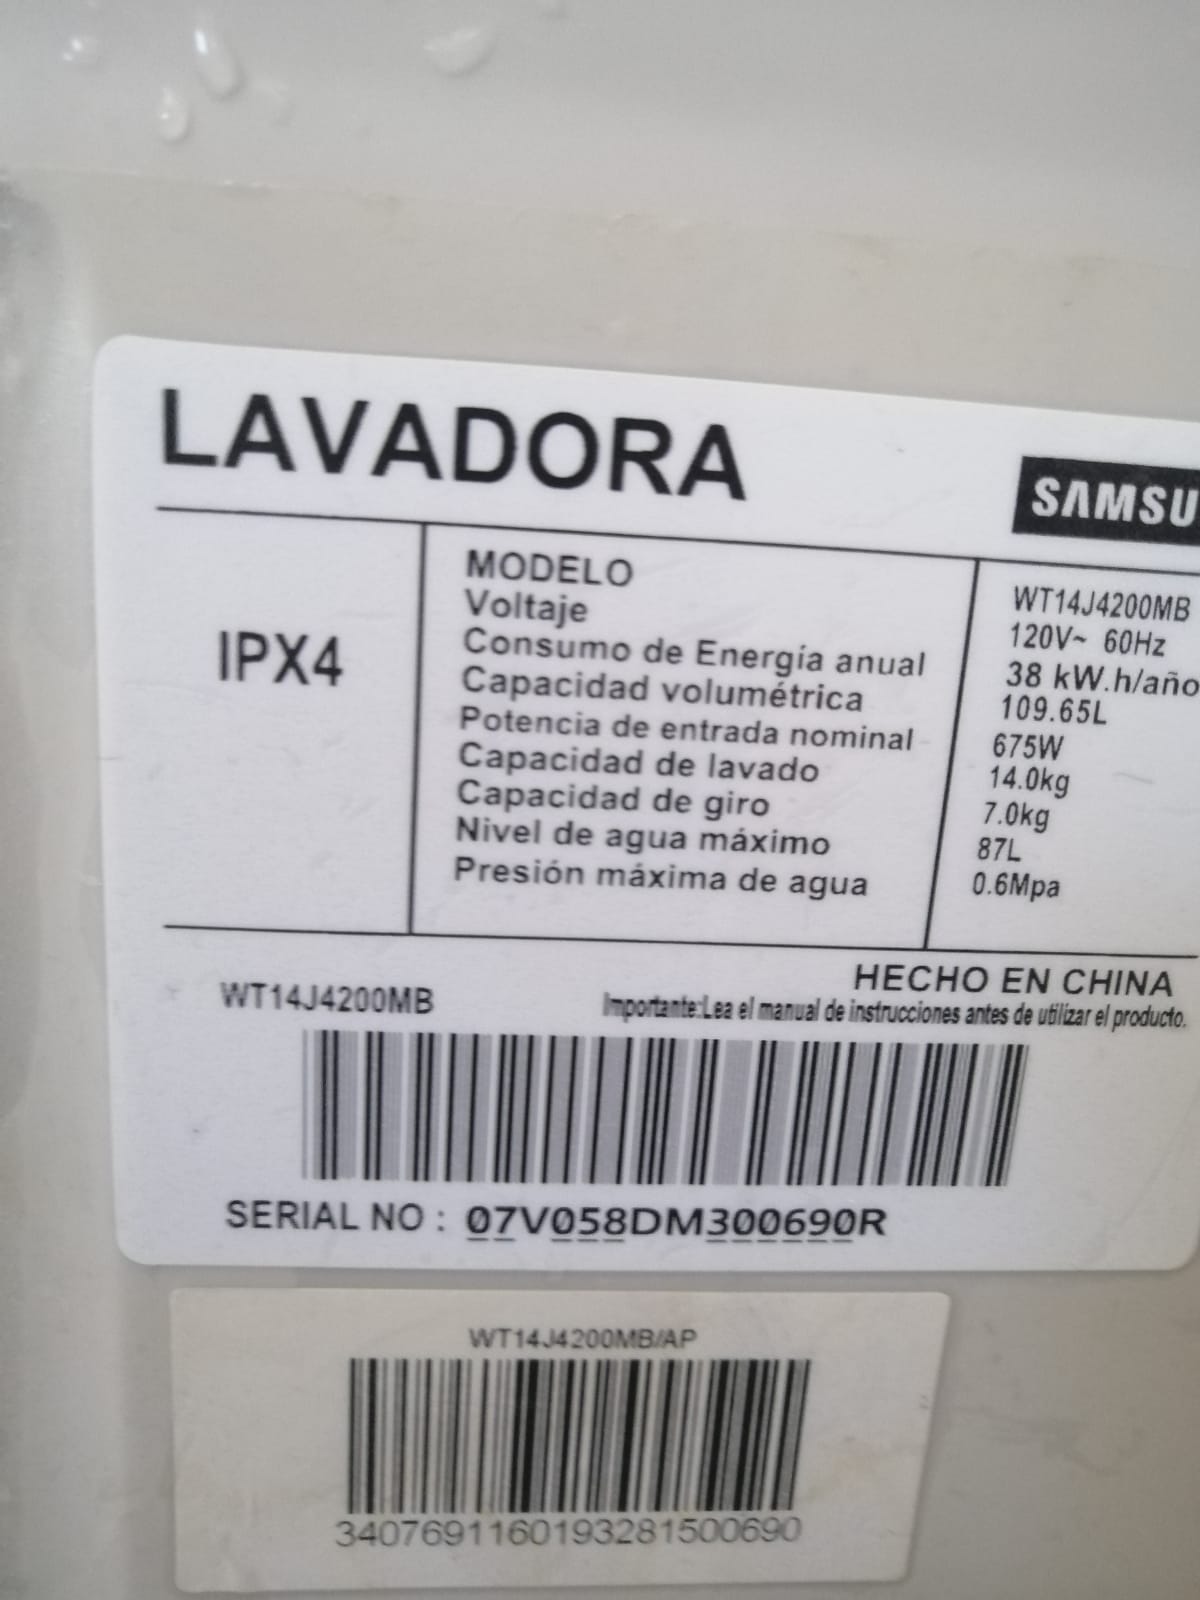 LAVADORA
SAMSU
IPX4
MODELO WT14J4200MB
Voltaje 120V~ 60Hz
Consumo de Energía anual 38 kW.h/año
Capacidad volumétrica 109.65L
Potencia de entrada nominal 675W
Capacidad de lavado 14.0kg
Capacidad de giro 7.0kg
Nivel de agua máximo 87L
Presión máxima de agua 0.6Mpa
HECHO EN CHINA
WT14J4200MB
Importante:Lea el manual de instrucciones antes de utilizar el producto.
SERIAL NO : 07V058DM300690R
WT14J4200MB/AP
3407691160193281500690